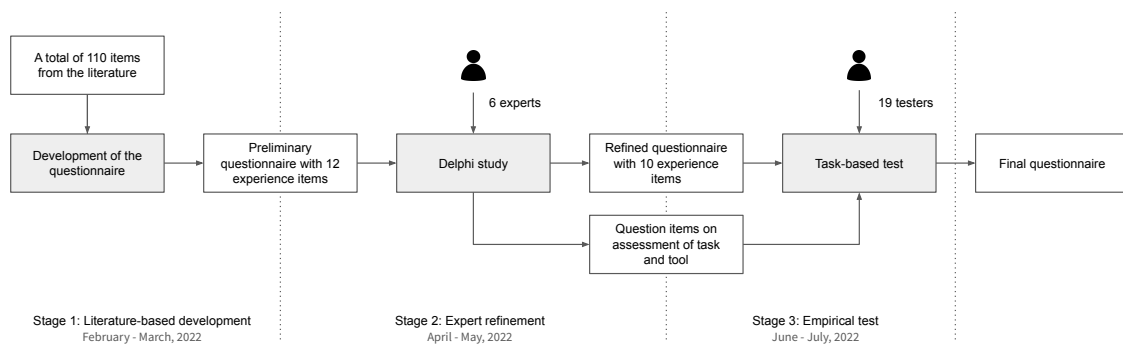 A total of 110 items
from the literature
6 experts
19 testers
Development of the
questionnaire
Preliminary
questionnaire with 12
experience items
Delphi study
Refined questionnaire
with 10 experience
items
Task-based test
Final questionnaire
Question items on
assessment of task
and tool
Stage 1: Literature-based development
February - March, 2022
Stage 2: Expert refinement
April - May, 2022
Stage 3: Empirical test
June - July, 2022